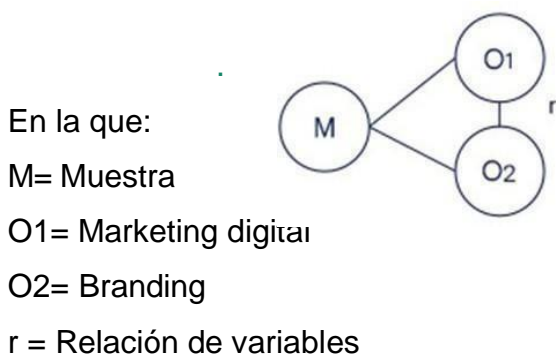 O1
M
r
O2
En la que:
M= Muestra
O1= Marketing digital
O2= Branding
r = Relación de variables